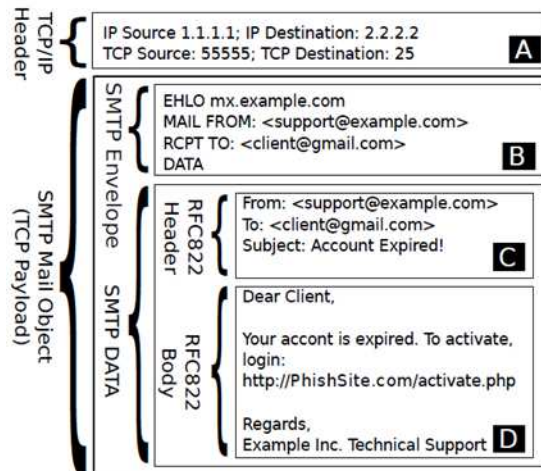 TCP/IP
Header
IP Source 1.1.1.1; IP Destination: 2.2.2.2
TCP Source: 55555; TCP Destination: 25
A
SMTP Mail Object
(TCP Payload)
SMTP Envelope
EHLO mx.example.com
MAIL FROM: <support@example.com>
RCPT TO: <client@gmail.com>
DATA
B
SMTP DATA
RFC822
Header
From: <support@example.com>
To: <client@gmail.com>
Subject: Account Expired!
C
RFC822
Body
Dear Client,
Your accont is expired. To activate,
login:
http://PhishSite.com/activate.php
Regards,
Example Inc. Technical Support
D